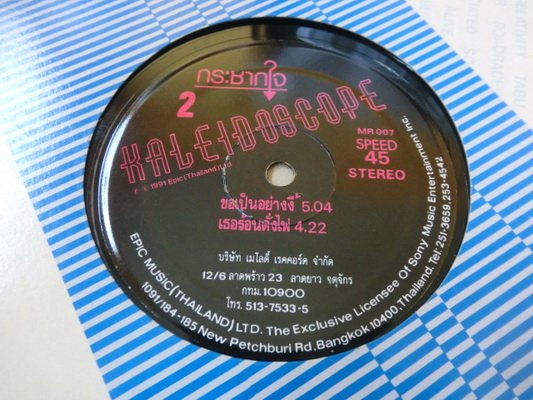 กระชากใจ
2
KALEIDOSCOPE
MR 007
SPEED
45
STEREO
℗ © 1991 Epic (Thailand) Ltd
ขอเป็นอย่างงี้ 5.04
เธอร้อนดั่งไฟ 4.22
บริษัท เมโลดี้ เรคคอร์ด จำกัด
12/6 ลาดพร้าว 23 ลาดยาว จตุจักร
กทม. 10900
โทร. 513-7533-5
EPIC MUSIC (THAILAND) LTD. The Exclusive Licensee Of Sony Music Entertainment Inc.
1091/184-185 New Petchburi Rd, Bangkok 10400, Thailand. Tel: 251-3659, 253-4542